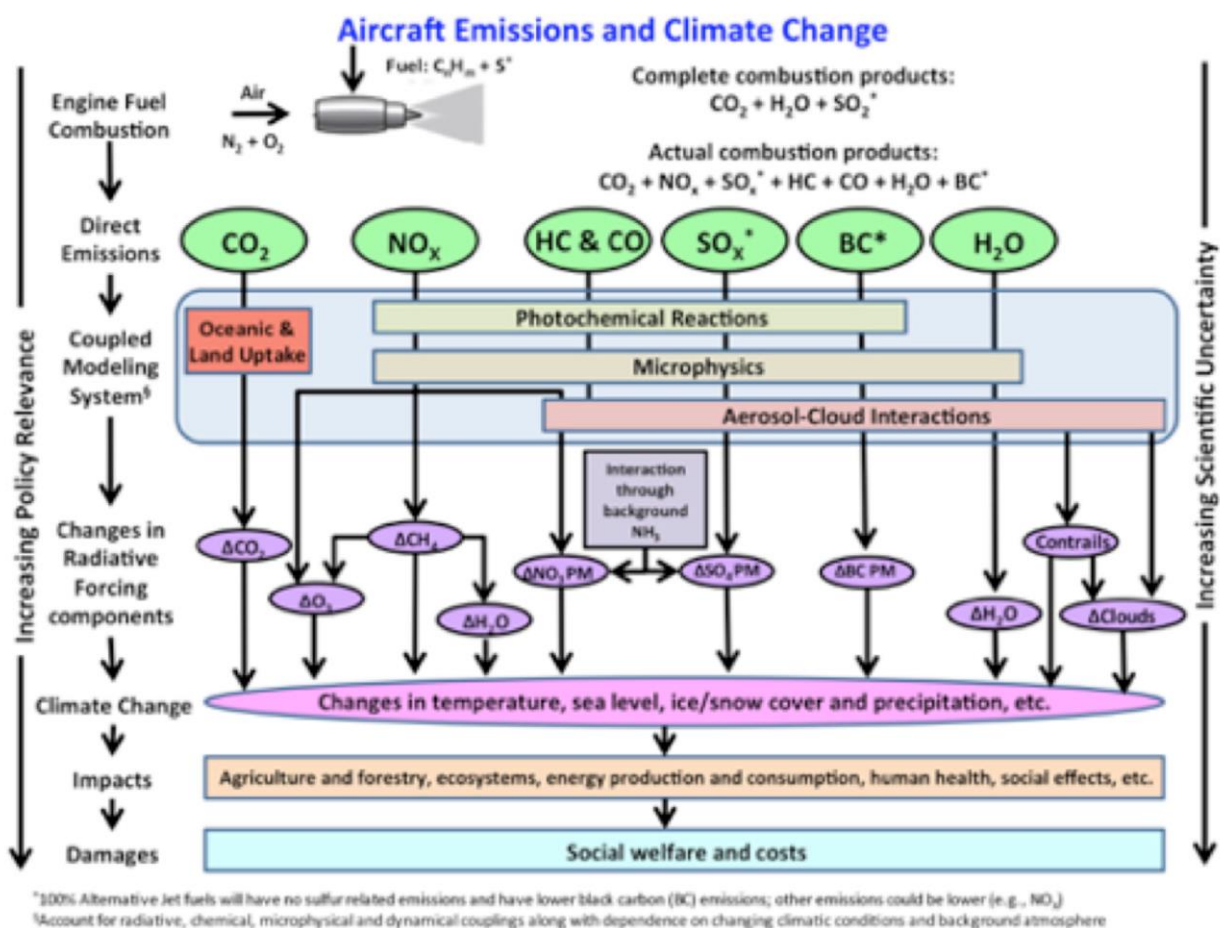 Aircraft Emissions and Climate Change
Engine Fuel
Combustion
Air
N₂ + O₂
Fuel: CₙHₘ + S*
Complete combustion products:
CO₂ + H₂O + SO₂*
Actual combustion products:
CO₂ + NOₓ + SOₓ* + HC + CO + H₂O + BC*
Direct
Emissions
CO₂
NOₓ
HC & CO
SOₓ*
BC*
H₂O
Increasing Policy Relevance
Increasing Scientific Uncertainty
Coupled
Modeling
System§
Oceanic &
Land Uptake
Photochemical Reactions
Microphysics
Aerosol-Cloud Interactions
Interaction
through
background
NH₃
Changes in
Radiative
Forcing
components
ΔCO₂
ΔCH₄
ΔO₃
ΔH₂O
ΔNO₃ PM
ΔSO₄ PM
ΔBC PM
ΔH₂O
Contrails
ΔClouds
Climate Change
Changes in temperature, sea level, ice/snow cover and precipitation, etc.
Impacts
Agriculture and forestry, ecosystems, energy production and consumption, human health, social effects, etc.
Damages
Social welfare and costs
*100% Alternative Jet fuels will have no sulfur related emissions and have lower black carbon (BC) emissions; other emissions could be lower (e.g., NOₓ)
§Account for radiative, chemical, microphysical and dynamical couplings along with dependence on changing climatic conditions and background atmosphere